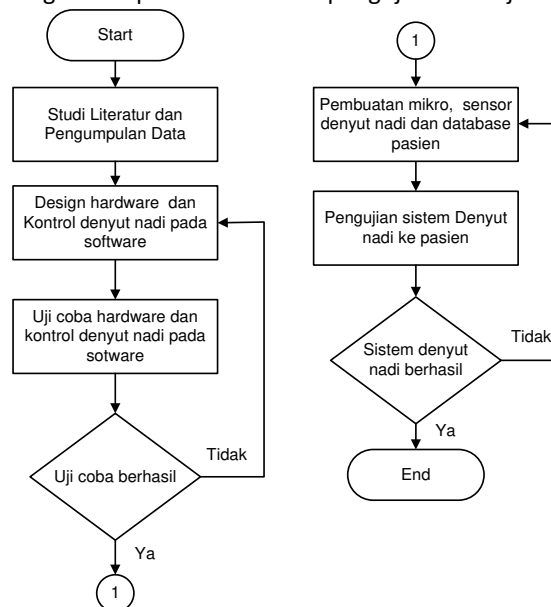 Start
Studi Literatur dan
Pengumpulan Data
Design hardware dan
Kontrol denyut nadi pada
software
Uji coba hardware dan
kontrol denyut nadi pada
sotware
Uji coba berhasil
Tidak
Ya
1
1
Pembuatan mikro, sensor
denyut nadi dan database
pasien
Pengujian sistem Denyut
nadi ke pasien
Sistem denyut
nadi berhasil
Tidak
Ya
End